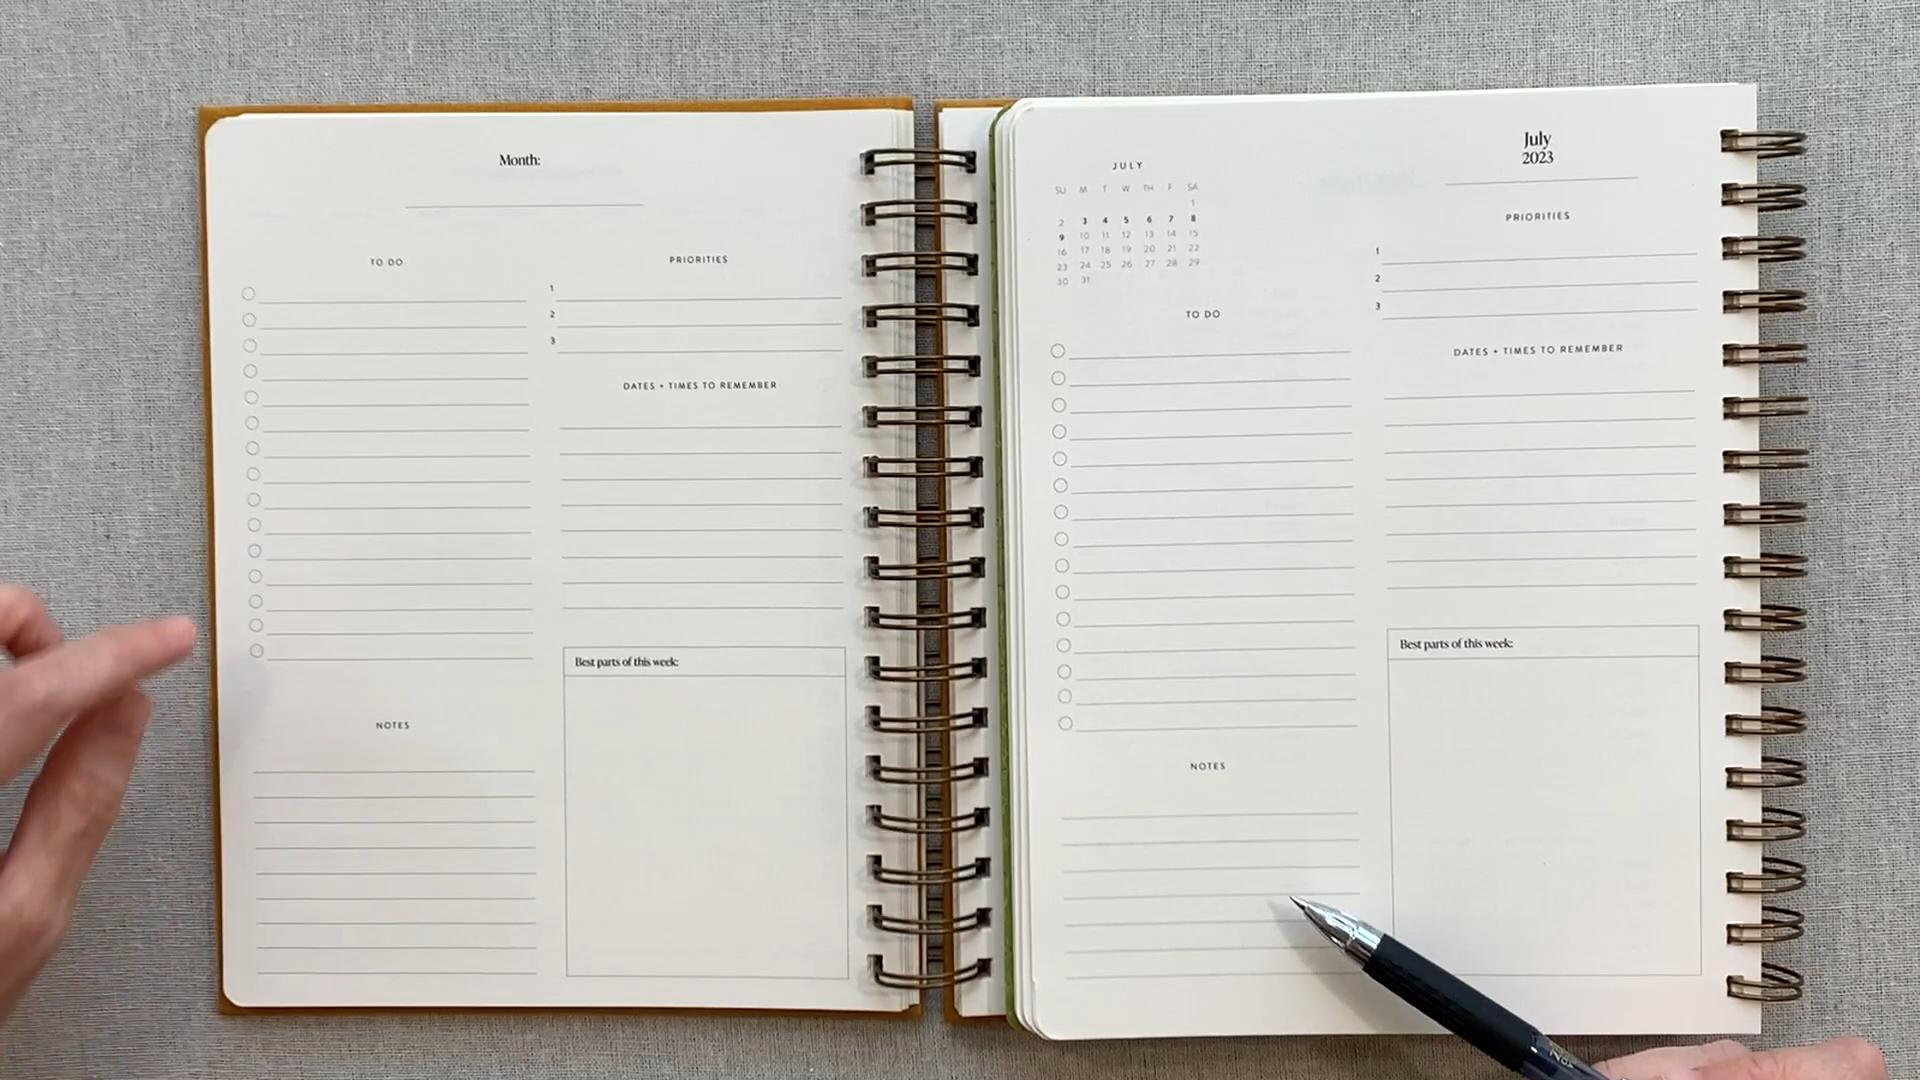 Month:
TO DO
PRIORITIES
1
2
3
DATES + TIMES TO REMEMBER
Best parts of this week:
NOTES
JULY
SU M T W TH F SA
1
2 3 4 5 6 7 8
9 10 11 12 13 14 15
16 17 18 19 20 21 22
23 24 25 26 27 28 29
30 31
TO DO
NOTES
July
2023
PRIORITIES
1
2
3
DATES + TIMES TO REMEMBER
Best parts of this week: